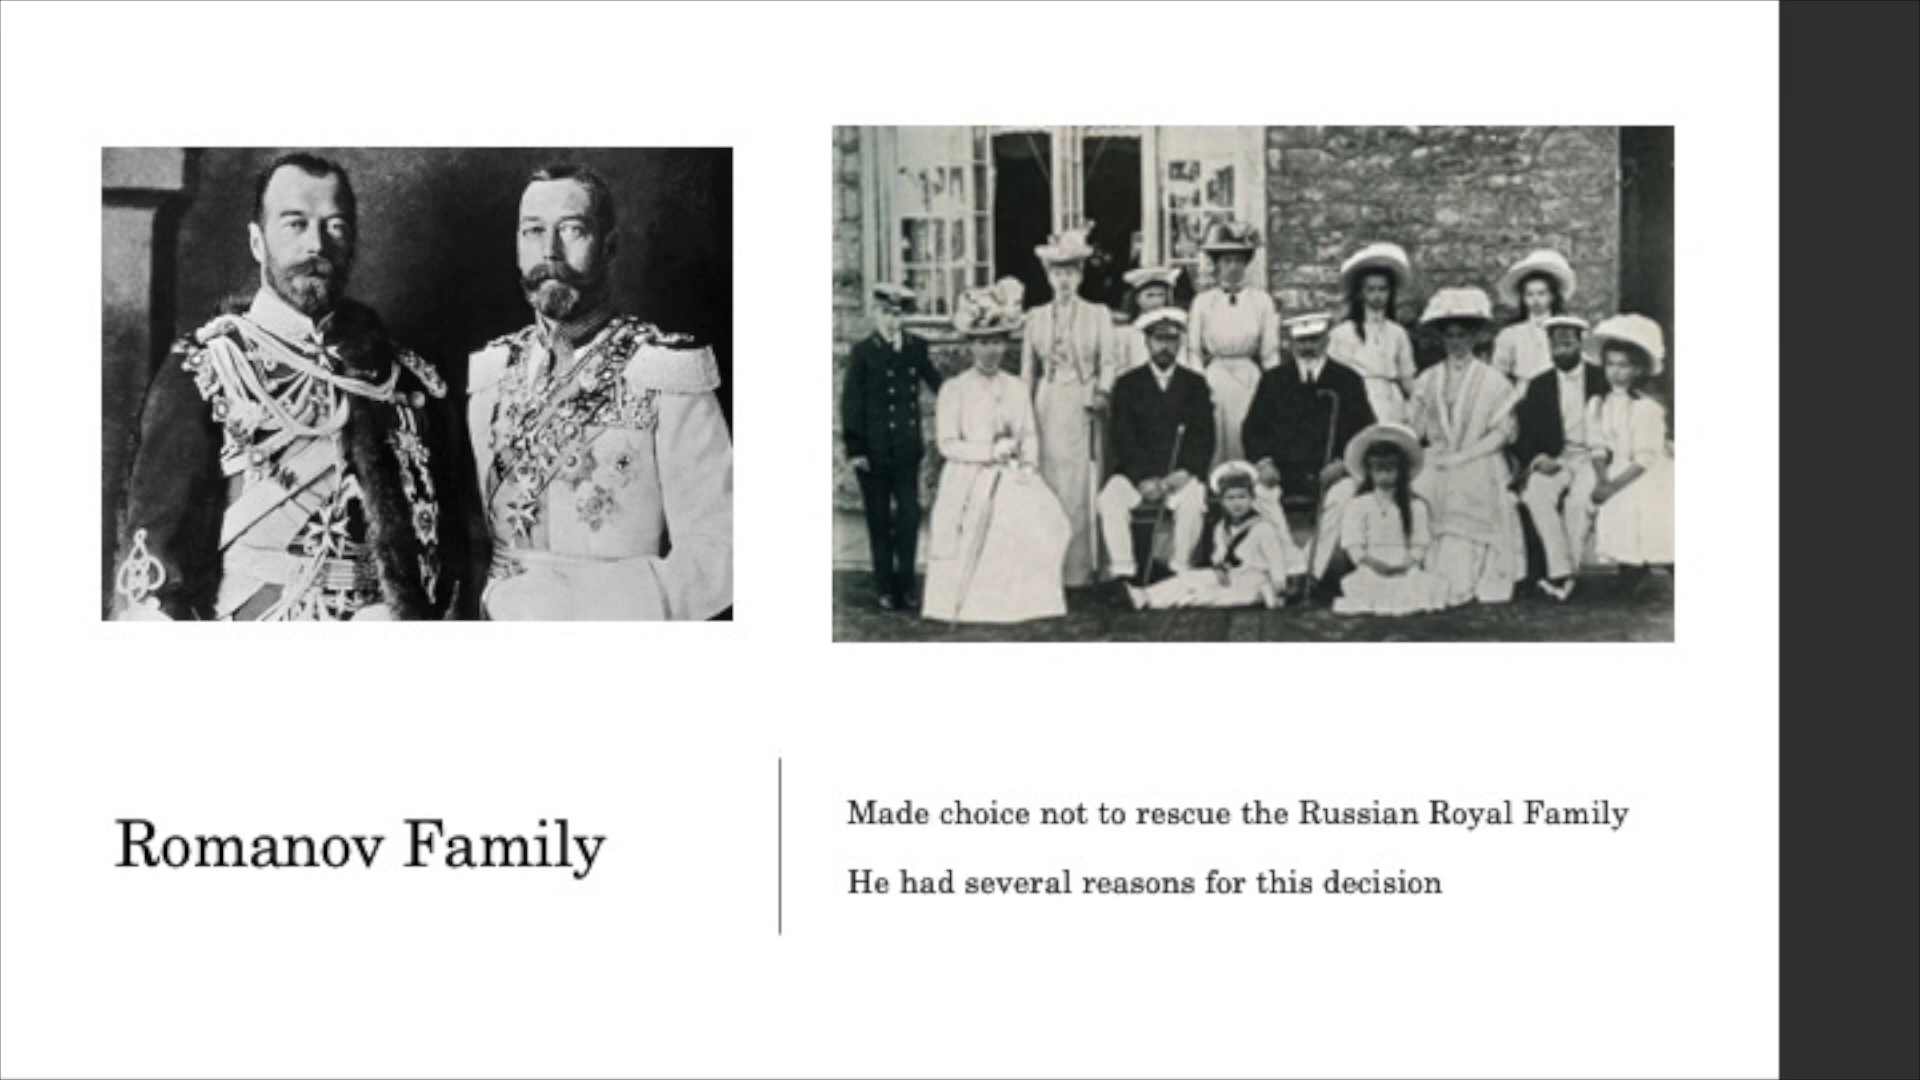 Romanov Family
Made choice not to rescue the Russian Royal Family
He had several reasons for this decision